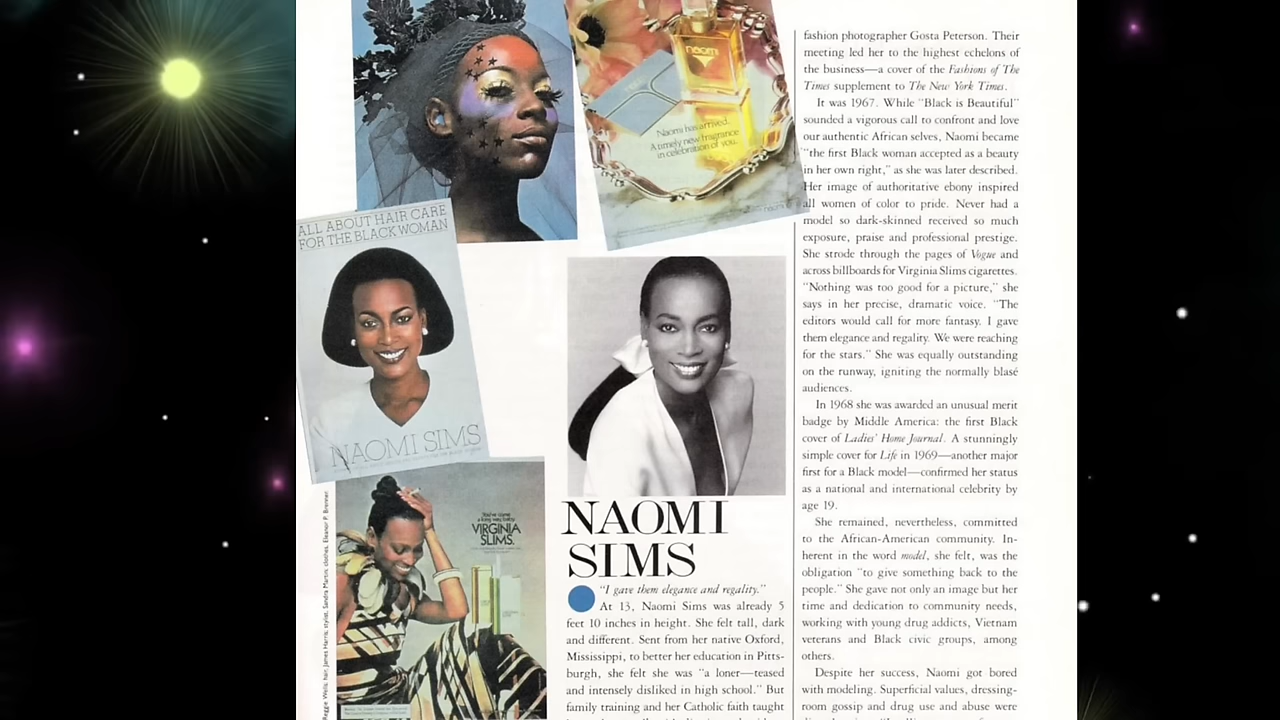 naomi
Naomi has arrived.
A timely new fragrance
in celebration of you.
ALL ABOUT HAIR CARE
FOR THE BLACK WOMAN
NAOMI SIMS
You've come
a long way, baby.
VIRGINIA
SLIMS.
Reggie Wells; hair, James Harris; stylist, Sandra Martin; clothes, Eleanor P. Brenner.
NAOMI
SIMS
"I gave them elegance and regality."
At 13, Naomi Sims was already 5
feet 10 inches in height. She felt tall, dark
and different. Sent from her native Oxford,
Mississippi, to better her education in Pitts-
burgh, she felt she was "a loner—teased
and intensely disliked in high school." But
family training and her Catholic faith taught
fashion photographer Gosta Peterson. Their
meeting led her to the highest echelons of
the business—a cover of the Fashions of The
Times supplement to The New York Times.
It was 1967. While "Black is Beautiful"
sounded a vigorous call to confront and love
our authentic African selves, Naomi became
"the first Black woman accepted as a beauty
in her own right," as she was later described.
Her image of authoritative ebony inspired
all women of color to pride. Never had a
model so dark-skinned received so much
exposure, praise and professional prestige.
She strode through the pages of Vogue and
across billboards for Virginia Slims cigarettes.
"Nothing was too good for a picture," she
says in her precise, dramatic voice. "The
editors would call for more fantasy. I gave
them elegance and regality. We were reaching
for the stars." She was equally outstanding
on the runway, igniting the normally blasé
audiences.
In 1968 she was awarded an unusual merit
badge by Middle America: the first Black
cover of Ladies' Home Journal. A stunningly
simple cover for Life in 1969—another major
first for a Black model—confirmed her status
as a national and international celebrity by
age 19.
She remained, nevertheless, committed
to the African-American community. In-
herent in the word model, she felt, was the
obligation "to give something back to the
people." She gave not only an image but her
time and dedication to community needs,
working with young drug addicts, Vietnam
veterans and Black civic groups, among
others.
Despite her success, Naomi got bored
with modeling. Superficial values, dressing-
room gossip and drug use and abuse were